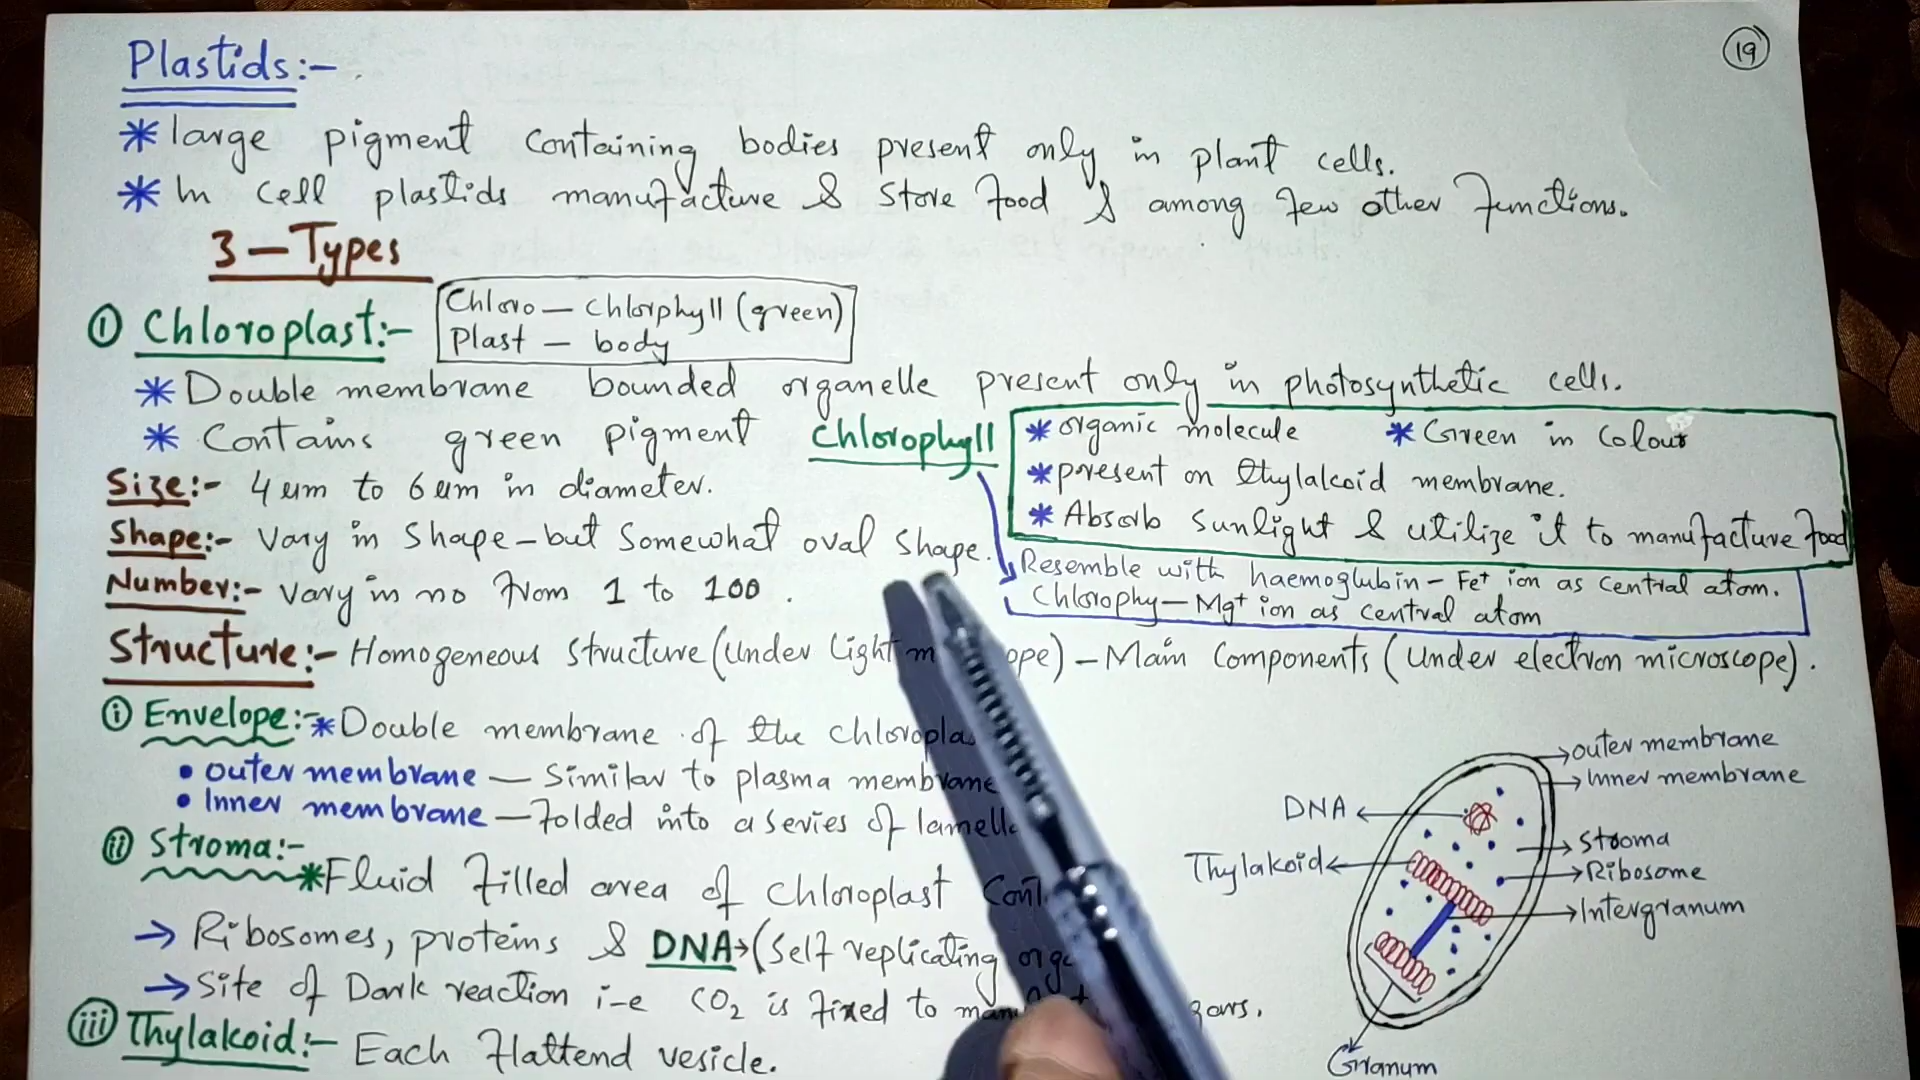 19
Plastids:-
* large pigment containing bodies present only in plant cells.
* In cell plastids manufacture & store food & among few other functions.
3-Types
① Chloroplast:-
Chloro - Chlorphyll (green)
Plast - body
* Double membrane bounded organelle present only in photosynthetic cells.
* Contains green pigment chlorophyll
* organic molecule * Green in Colour
* present on thylakoid membrane.
* Absorb sunlight & utilize it to manufacture food
Size:- 4 um to 6 um in diameter.
Shape:- Vary in shape-but somewhat oval shape.
Resemble with haemoglubin - Fe+ ion as central atom.
Chlorophy - Mg+ ion as central atom
Number:- Vary in no from 1 to 100.
Structure:- Homogeneous structure (under light m ope) - Main Components (under electron microscope).
ⓘ Envelope:- * Double membrane of the chloropla
• outer membrane - similar to plasma membrane
• Inner membrane - folded into a series of lamell
ⓘⓘ Stroma:-
* Fluid filled area of chloroplast Cont
→ Ribosomes, proteins & DNA → (self replicating orga
→ Site of Dark reaction i-e CO2 is fixed to man
ⓘⓘⓘ Thylakoid:- Each flattend vesicle.
outer membrane
Inner membrane
DNA
Stroma
Thylakoid
Ribosome
Intergranum
Granum